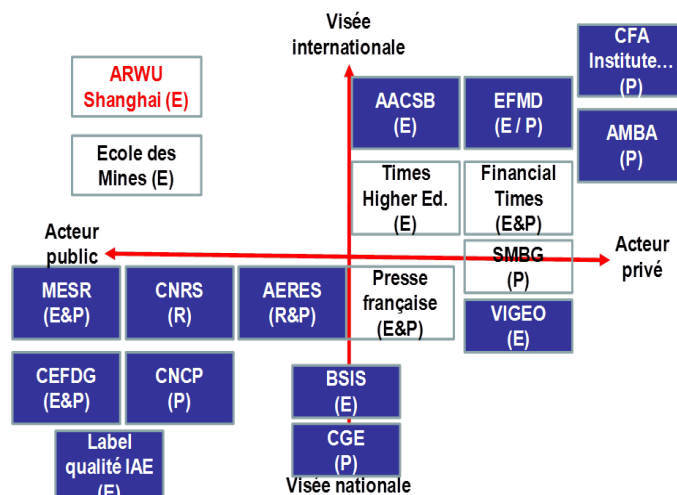 Visée
internationale
CFA
Institute…
(P)
ARWU
Shanghai (E)
AACSB
(E)
EFMD
(E / P)
AMBA
(P)
Ecole des
Mines (E)
Times
Higher Ed.
(E)
Financial
Times
(E&P)
Acteur
public
SMBG
(P)
Acteur
privé
MESR
(E&P)
CNRS
(R)
AERES
(R&P)
Presse
française
(E&P)
VIGEO
(E)
CEFDG
(E&P)
CNCP
(P)
BSIS
(E)
Label
qualité IAE
(E)
CGE
(P)
Visée nationale